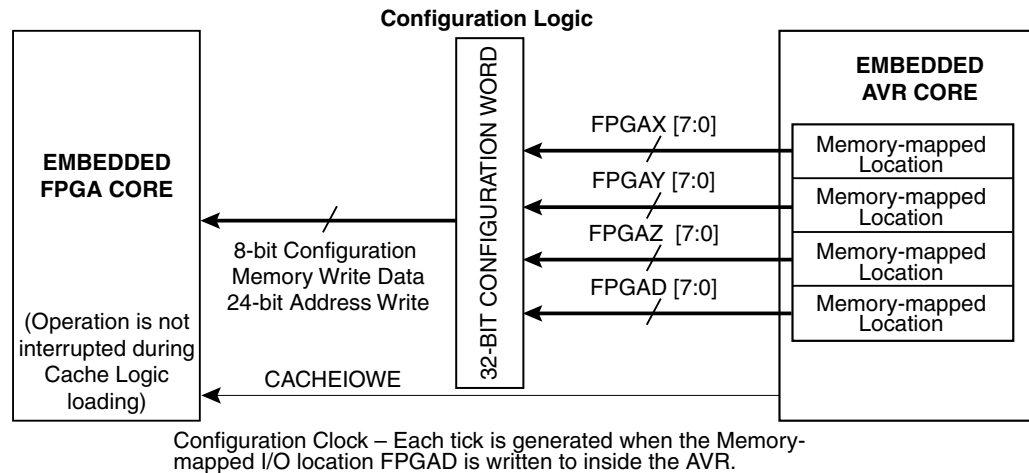 Configuration Logic
EMBEDDED
FPGA CORE
(Operation is not
interrupted during
Cache Logic
loading)
8-bit Configuration
Memory Write Data
24-bit Address Write
CACHEIOWE
32-BIT CONFIGURATION WORD
FPGAX [7:0]
FPGAY [7:0]
FPGAZ [7:0]
FPGAD [7:0]
EMBEDDED
AVR CORE
Memory-mapped
Location
Memory-mapped
Location
Memory-mapped
Location
Memory-mapped
Location
Configuration Clock – Each tick is generated when the Memory-
mapped I/O location FPGAD is written to inside the AVR.